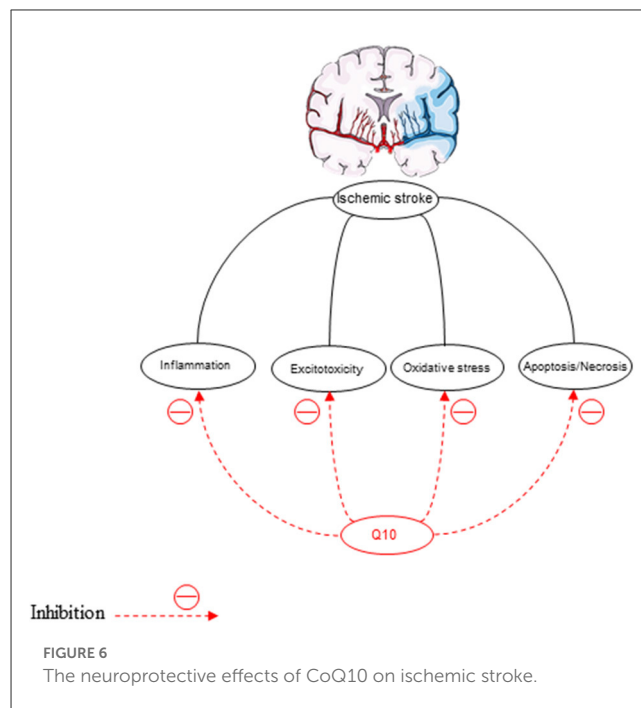 Ischemic stroke
Inflammation
Excitotoxicity
Oxidative stress
Apoptosis/Necrosis
Q10
Inhibition
FIGURE 6
The neuroprotective effects of CoQ10 on ischemic stroke.